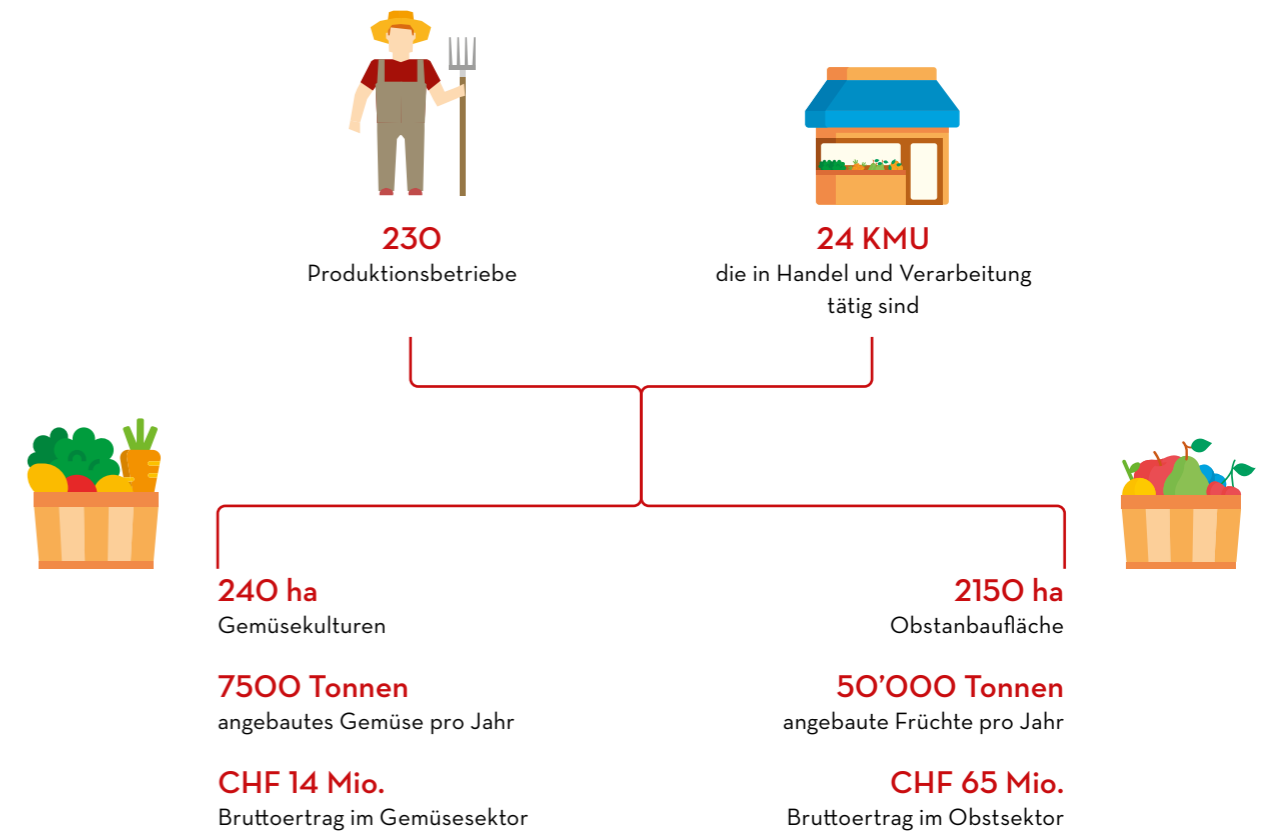 230
Produktionsbetriebe
24 KMU
die in Handel und Verarbeitung
tätig sind
240 ha
Gemüsekulturen
7500 Tonnen
angebautes Gemüse pro Jahr
CHF 14 Mio.
Bruttoertrag im Gemüsesektor
2150 ha
Obstanbaufläche
50’000 Tonnen
angebaute Früchte pro Jahr
CHF 65 Mio.
Bruttoertrag im Obstsektor